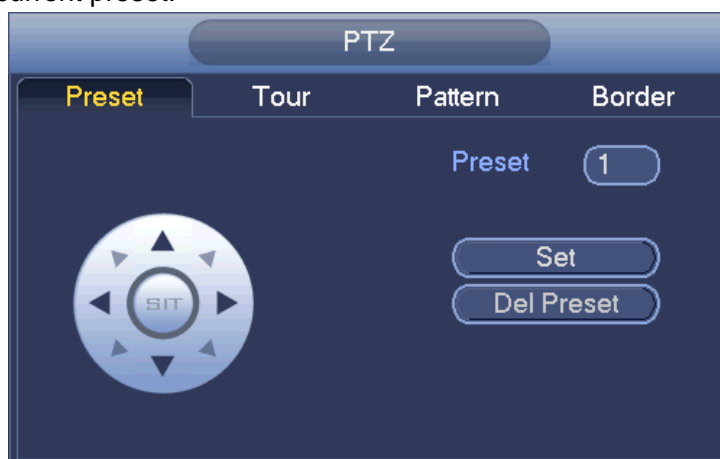 current preset.
PTZ
Preset Tour Pattern Border
Preset 1
Set
SIT
Del Preset